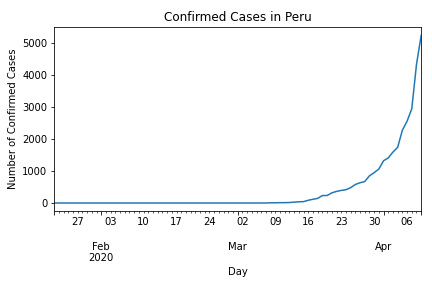 Confirmed Cases in Peru
Number of Confirmed Cases
5000
4000
3000
2000
1000
0
27 03 10 17 24 02 09 16 23 30 06
Feb Mar Apr
2020
Day